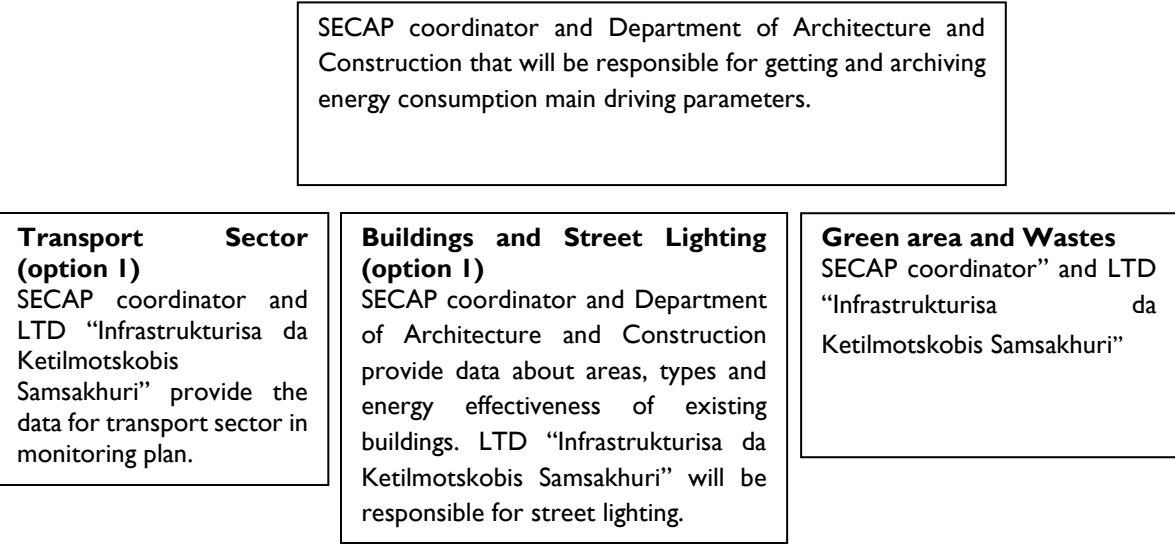 SECAP coordinator and Department of Architecture and
Construction that will be responsible for getting and archiving
energy consumption main driving parameters.
Transport Sector
(option 1)
SECAP coordinator and
LTD “Infrastrukturisa da
Ketilmotskobis
Samsakhuri” provide the
data for transport sector in
monitoring plan.
Buildings and Street Lighting
(option 1)
SECAP coordinator and Department
of Architecture and Construction
provide data about areas, types and
energy effectiveness of existing
buildings. LTD “Infrastrukturisa da
Ketilmotskobis Samsakhuri” will be
responsible for street lighting.
Green area and Wastes
SECAP coordinator” and LTD
“Infrastrukturisa da
Ketilmotskobis Samsakhuri”